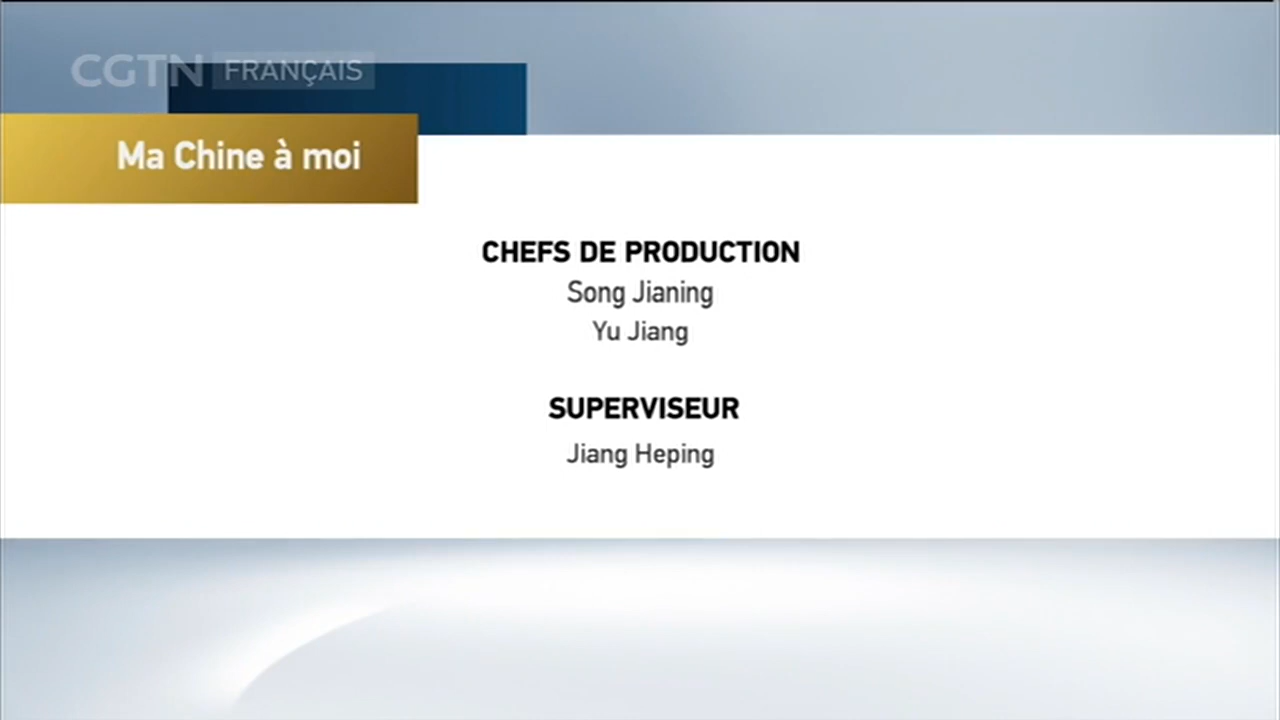 CGTN FRANÇAIS
Ma Chine à moi
CHEFS DE PRODUCTION
Song Jianing
Yu Jiang
SUPERVISEUR
Jiang Heping